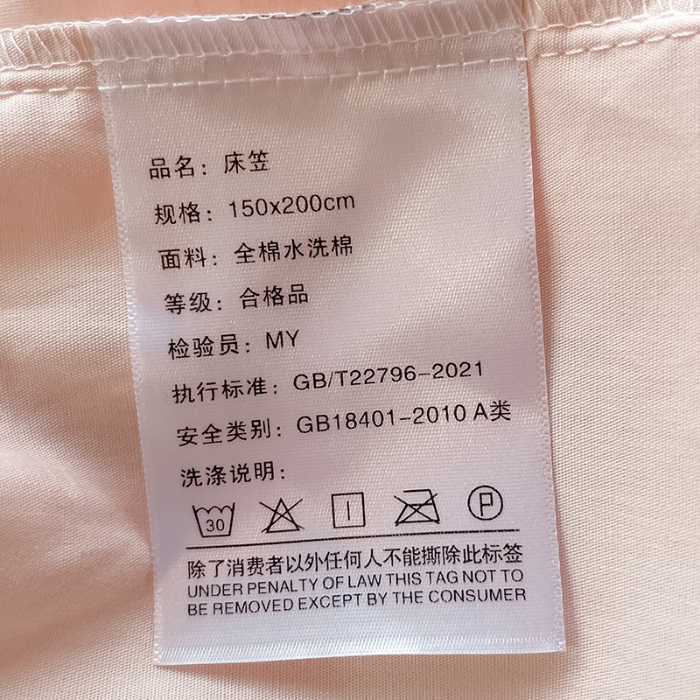 品名：床笠
规格：150x200cm
面料：全棉水洗棉
等级：合格品
检验员：MY
执行标准：GB/T22796-2021
安全类别：GB18401-2010 A类
洗涤说明：
30 P
除了消费者以外任何人不能撕除此标签
UNDER PENALTY OF LAW THIS TAG NOT TO
BE REMOVED EXCEPT BY THE CONSUMER